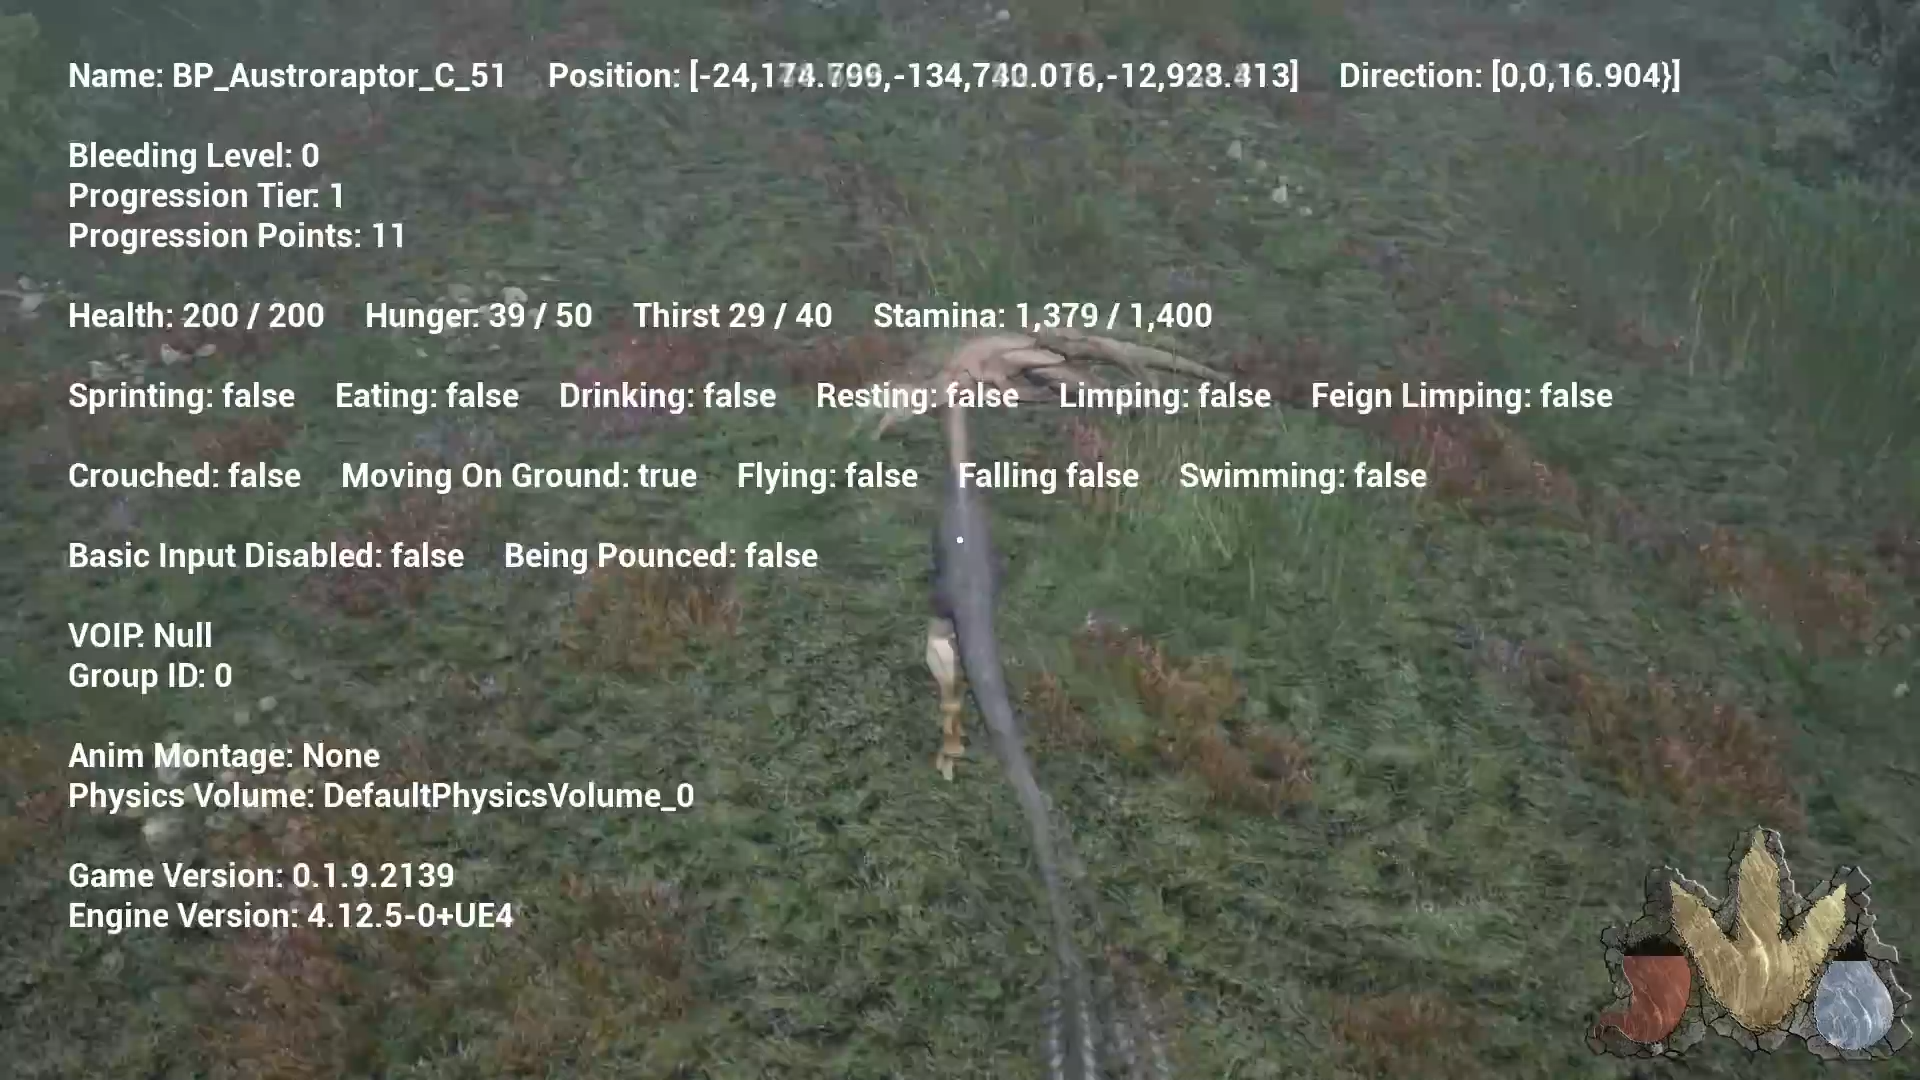 Name: BP_Austroraptor_C_51 Position: [-24,174.799,-134,740.016,-12,928.413] Direction: [0,0,16.904}]
Bleeding Level: 0
Progression Tier: 1
Progression Points: 11
Health: 200 / 200 Hunger: 39 / 50 Thirst 29 / 40 Stamina: 1,379 / 1,400
Sprinting: false Eating: false Drinking: false Resting: false Limping: false Feign Limping: false
Crouched: false Moving On Ground: true Flying: false Falling false Swimming: false
Basic Input Disabled: false Being Pounced: false
VOIP: Null
Group ID: 0
Anim Montage: None
Physics Volume: DefaultPhysicsVolume_0
Game Version: 0.1.9.2139
Engine Version: 4.12.5-0+UE4